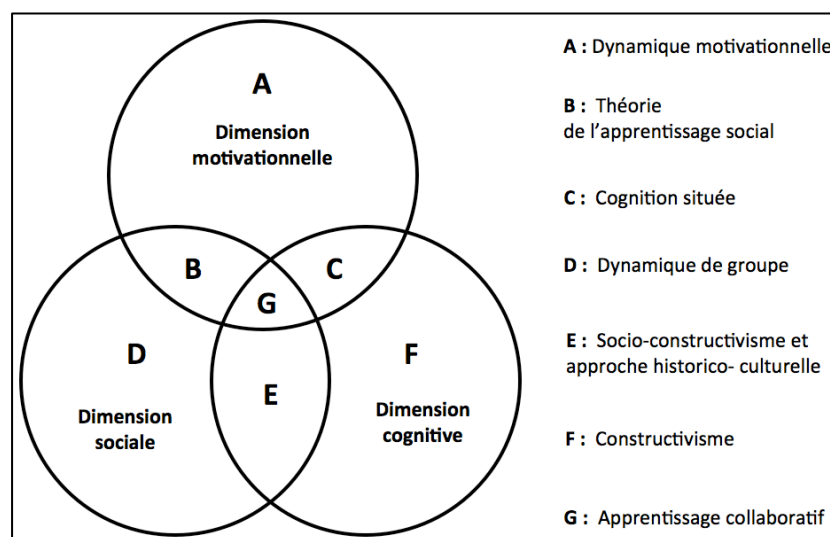 A
Dimension
motivationnelle
B
C
G
D
Dimension
sociale
E
F
Dimension
cognitive
A : Dynamique motivationnelle
B : Théorie
de l’apprentissage social
C : Cognition située
D : Dynamique de groupe
E : Socio-constructivisme et
approche historico- culturelle
F : Constructivisme
G : Apprentissage collaboratif